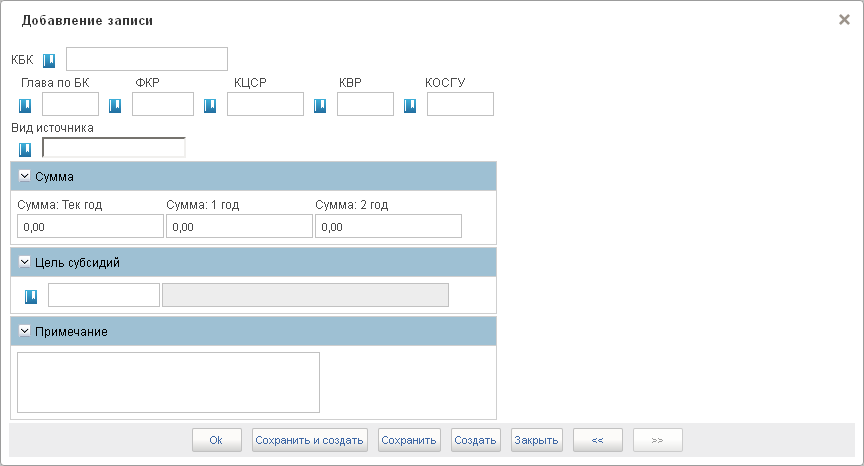 Добавление записи
КБК
Глава по БК ФКР КЦСР КВР КОСГУ
Вид источника
Сумма
Сумма: Тек год Сумма: 1 год Сумма: 2 год
0,00 0,00 0,00
Цель субсидий
Примечание
Ok Сохранить и создать Сохранить Создать Закрыть << >>